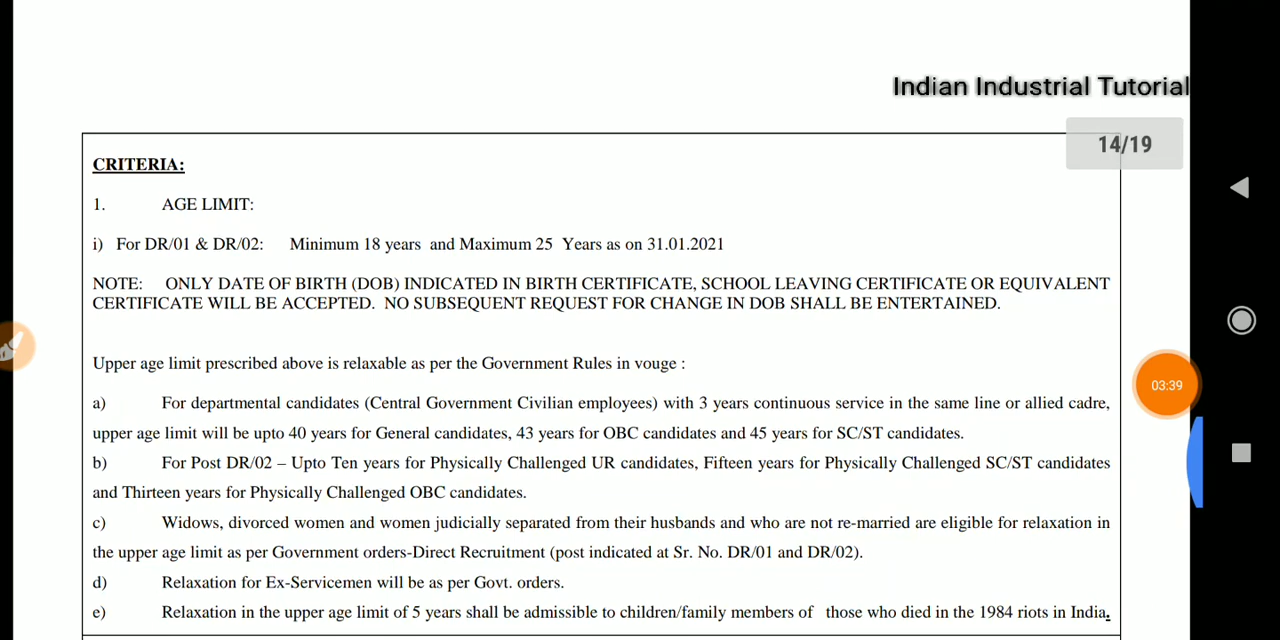 Indian Industrial Tutorial
14/19
CRITERIA:
1. AGE LIMIT:
i) For DR/01 & DR/02: Minimum 18 years and Maximum 25 Years as on 31.01.2021
NOTE: ONLY DATE OF BIRTH (DOB) INDICATED IN BIRTH CERTIFICATE, SCHOOL LEAVING CERTIFICATE OR EQUIVALENT
CERTIFICATE WILL BE ACCEPTED. NO SUBSEQUENT REQUEST FOR CHANGE IN DOB SHALL BE ENTERTAINED.
Upper age limit prescribed above is relaxable as per the Government Rules in vouge :
03:39
a) For departmental candidates (Central Government Civilian employees) with 3 years continuous service in the same line or allied cadre,
upper age limit will be upto 40 years for General candidates, 43 years for OBC candidates and 45 years for SC/ST candidates.
b) For Post DR/02 – Upto Ten years for Physically Challenged UR candidates, Fifteen years for Physically Challenged SC/ST candidates
and Thirteen years for Physically Challenged OBC candidates.
c) Widows, divorced women and women judicially separated from their husbands and who are not re-married are eligible for relaxation in
the upper age limit as per Government orders-Direct Recruitment (post indicated at Sr. No. DR/01 and DR/02).
d) Relaxation for Ex-Servicemen will be as per Govt. orders.
e) Relaxation in the upper age limit of 5 years shall be admissible to children/family members of those who died in the 1984 riots in India.